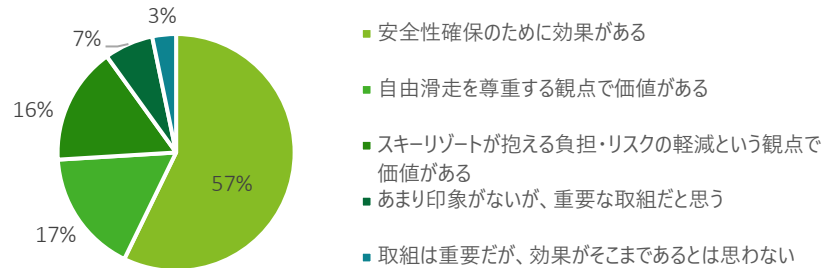 3%
7%
16%
17%
57%
安全性確保のために効果がある
自由滑走を尊重する観点で価値がある
スキーリゾートが抱える負担・リスクの軽減という観点で
価値がある
あまり印象がないが、重要な取組だと思う
取組は重要だが、効果がそこまであるとは思わない